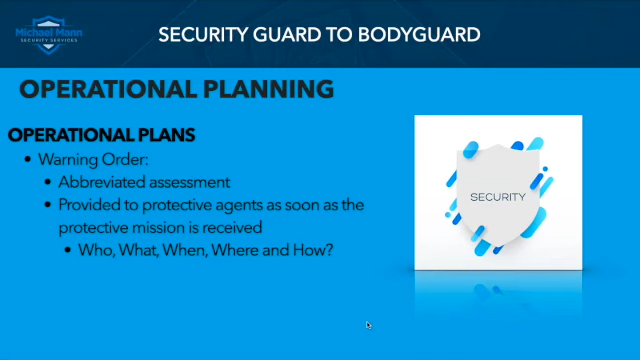 Michael Mann
SECURITY SERVICES
SECURITY GUARD TO BODYGUARD
OPERATIONAL PLANNING
OPERATIONAL PLANS
• Warning Order:
• Abbreviated assessment
• Provided to protective agents as soon as the
protective mission is received
• Who, What, When, Where and How?
SECURITY